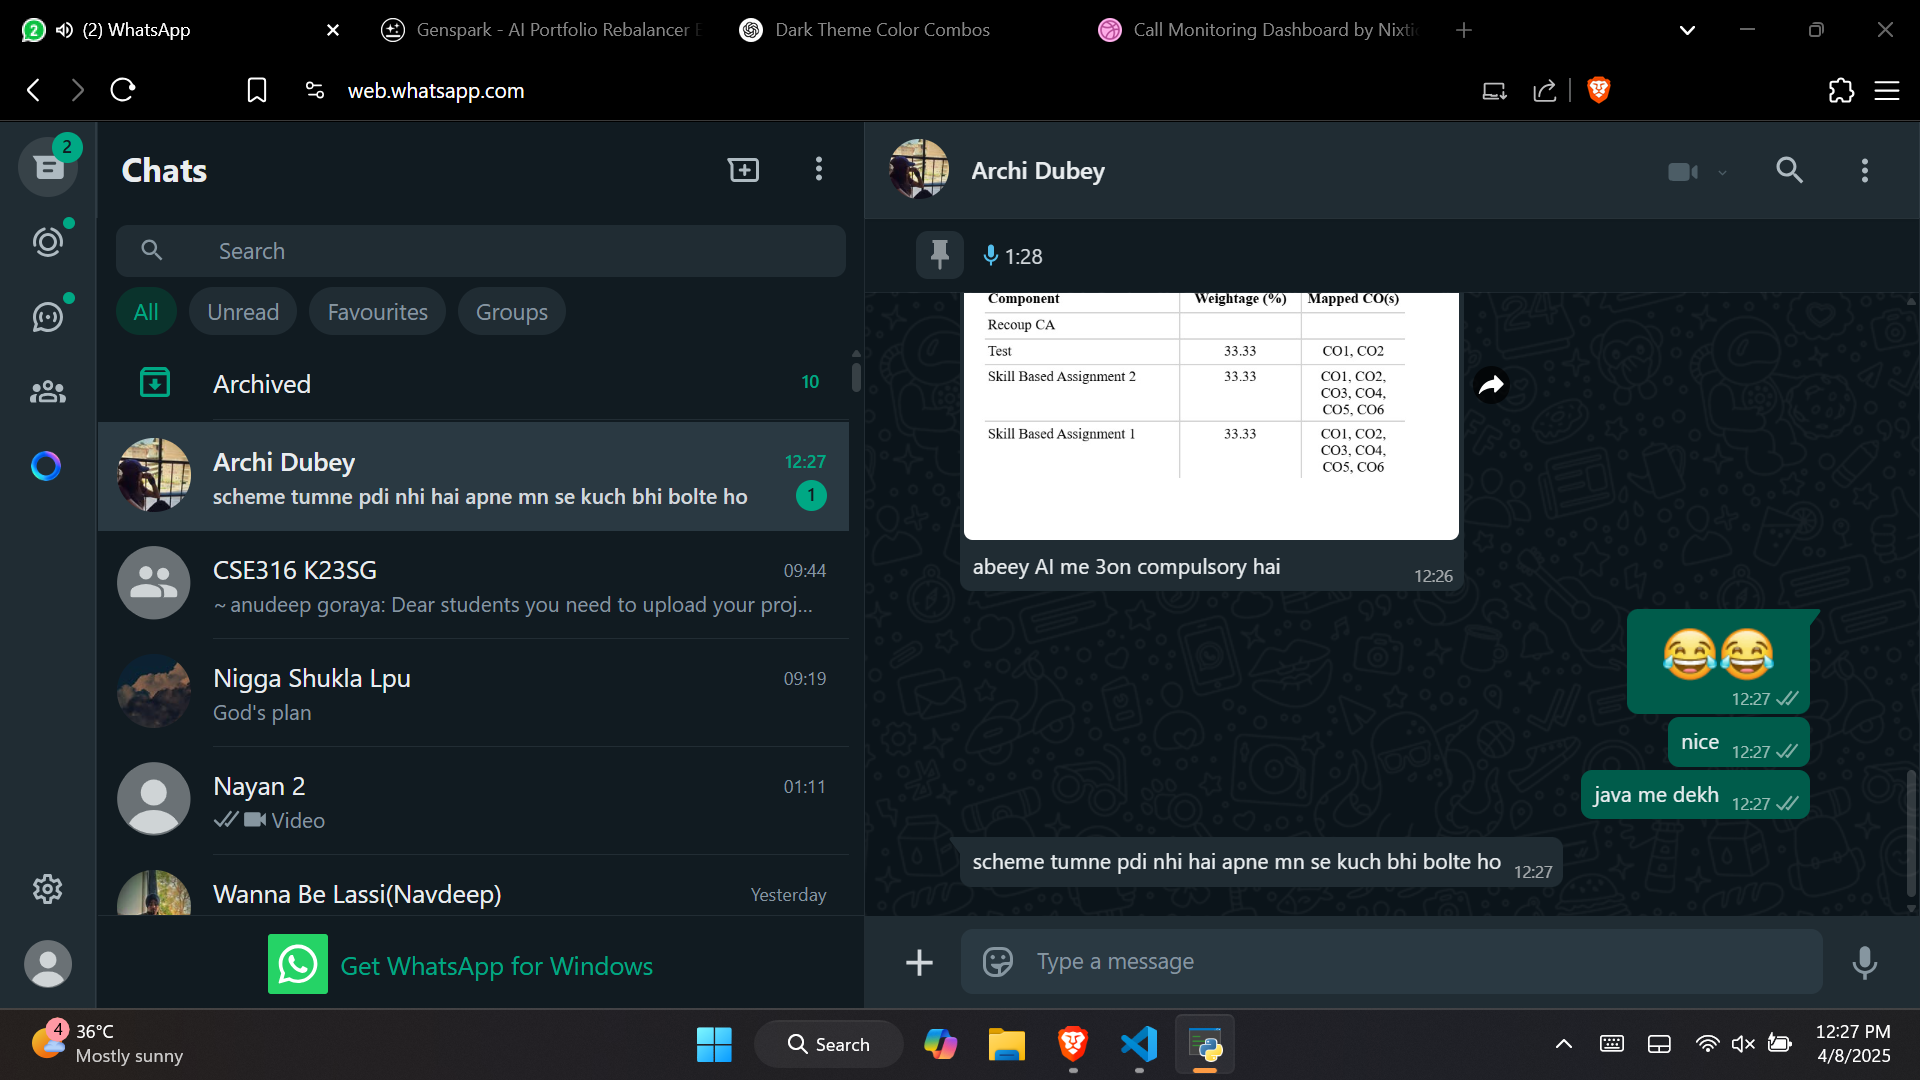 (2) WhatsApp
Genspark - AI Portfolio Rebalancer
Dark Theme Color Combos
Call Monitoring Dashboard by
web.whatsapp.com
2
Chats
Search
All Unread Favourites Groups
Archived 10
Archi Dubey 12:27
scheme tumne pdi nhi hai apne mn se kuch bhi bolte ho 1
CSE316 K23SG 09:44
~ anudeep goraya: Dear students you need to upload your proj...
Nigga Shukla Lpu 09:19
God's plan
Nayan 2 01:11
Video
Wanna Be Lassi(Navdeep) Yesterday
Get WhatsApp for Windows
Archi Dubey
1:28
Component Weightage (%) Mapped CO(s)
Recoup CA
Test 33.33 CO1, CO2
Skill Based Assignment 2 33.33 CO1, CO2,
CO3, CO4,
CO5, CO6
Skill Based Assignment 1 33.33 CO1, CO2,
CO3, CO4,
CO5, CO6
abeey AI me 3on compulsory hai 12:26
😂😂 12:27
nice 12:27
java me dekh 12:27
scheme tumne pdi nhi hai apne mn se kuch bhi bolte ho 12:27
Type a message
4
36°C
Mostly sunny
Search
12:27 PM
4/8/2025